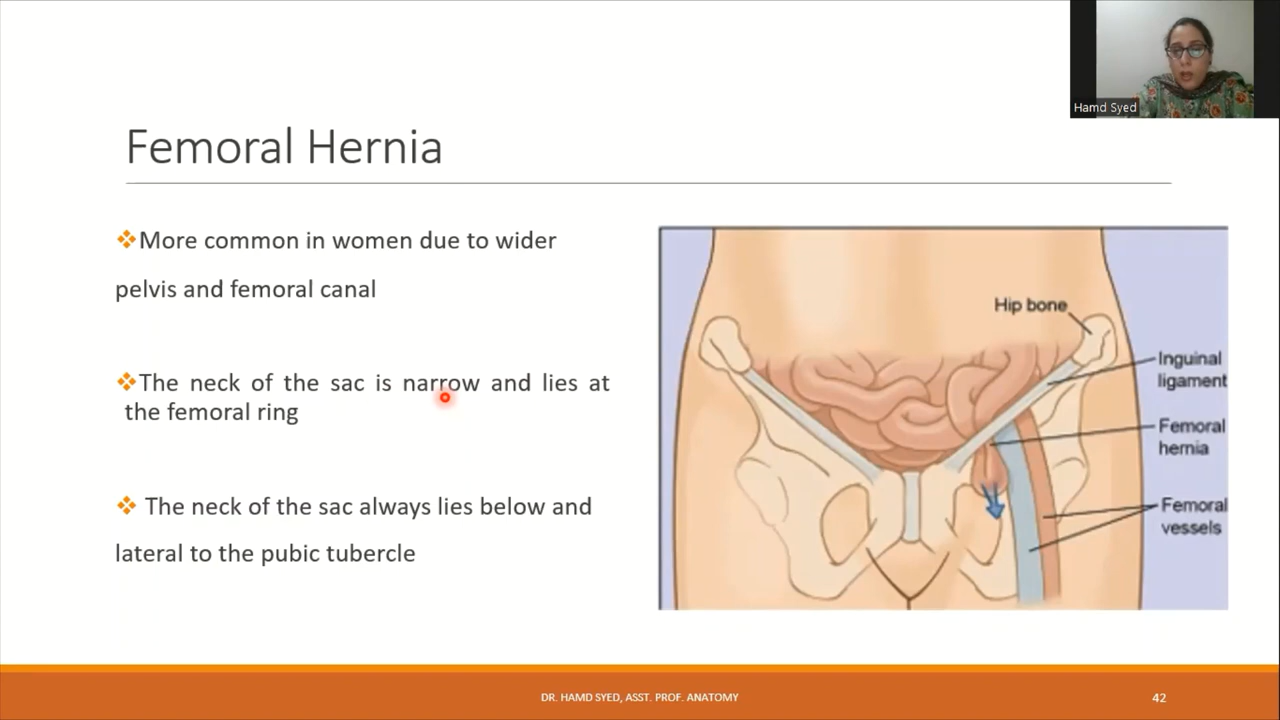 Hamd Syed
Femoral Hernia
❖More common in women due to wider
pelvis and femoral canal
❖The neck of the sac is narrow and lies at
the femoral ring
❖ The neck of the sac always lies below and
lateral to the pubic tubercle
Hip bone
Inguinal
ligament
Femoral
hernia
Femoral
vessels
DR. HAMD SYED, ASST. PROF. ANATOMY
42